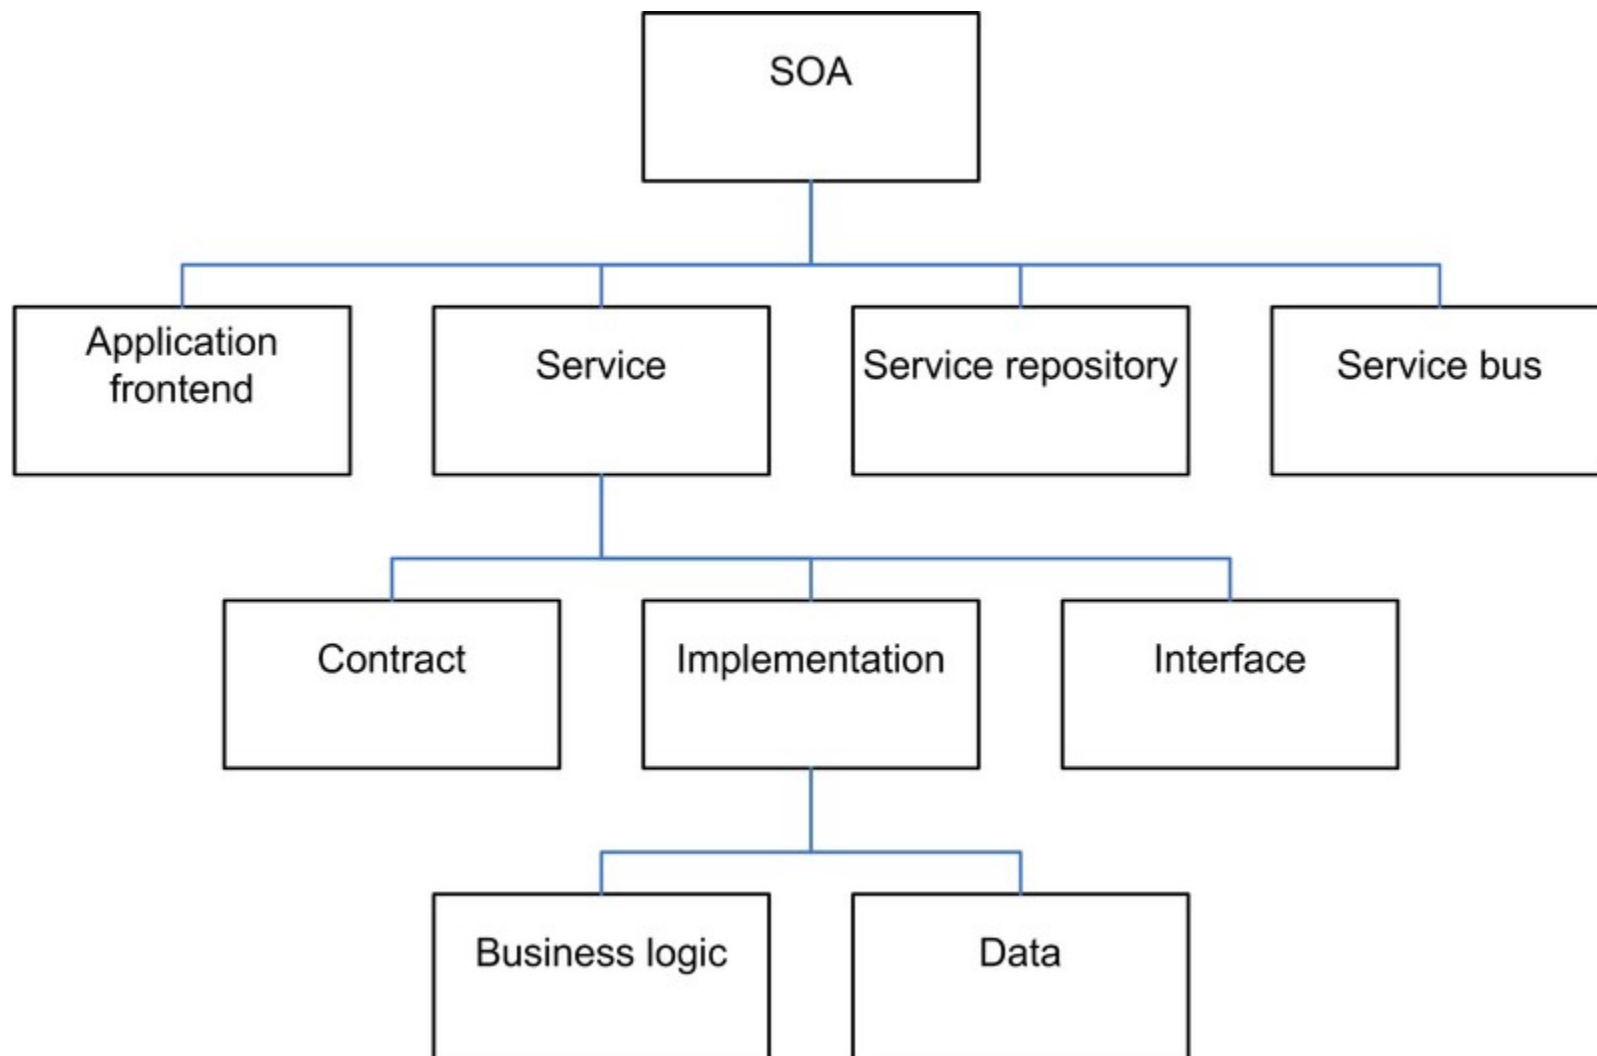 SOA
Application
frontend
Service
Service repository
Service bus
Contract
Implementation
Interface
Business logic
Data